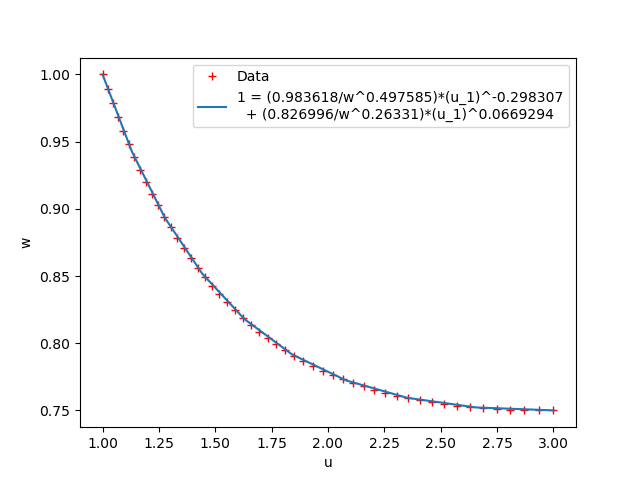 Data
1 = (0.983618/w^0.497585)*(u_1)^-0.298307
+ (0.826996/w^0.26331)*(u_1)^0.0669294
1.00
0.95
0.90
0.85
0.80
0.75
w
1.00 1.25 1.50 1.75 2.00 2.25 2.50 2.75 3.00
u